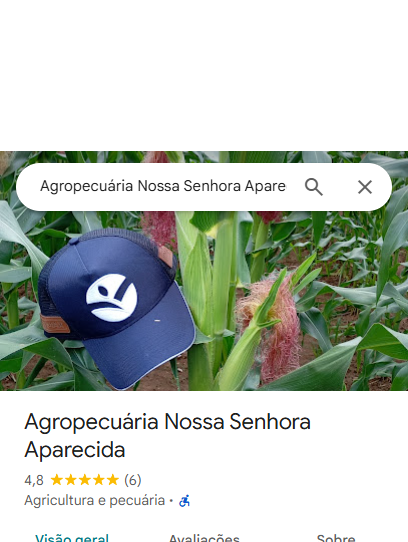 Agropecuária Nossa Senhora Apare
Agropecuária Nossa Senhora
Aparecida
4,8 (6)
Agricultura e pecuária ·
Visão geral Avaliações Sobre